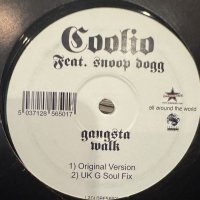 Coolio
Feat. snoop dogg
5 037128 565017
all around the world
gangsta
walk
1) Original Version
2) UK G Soul Fix